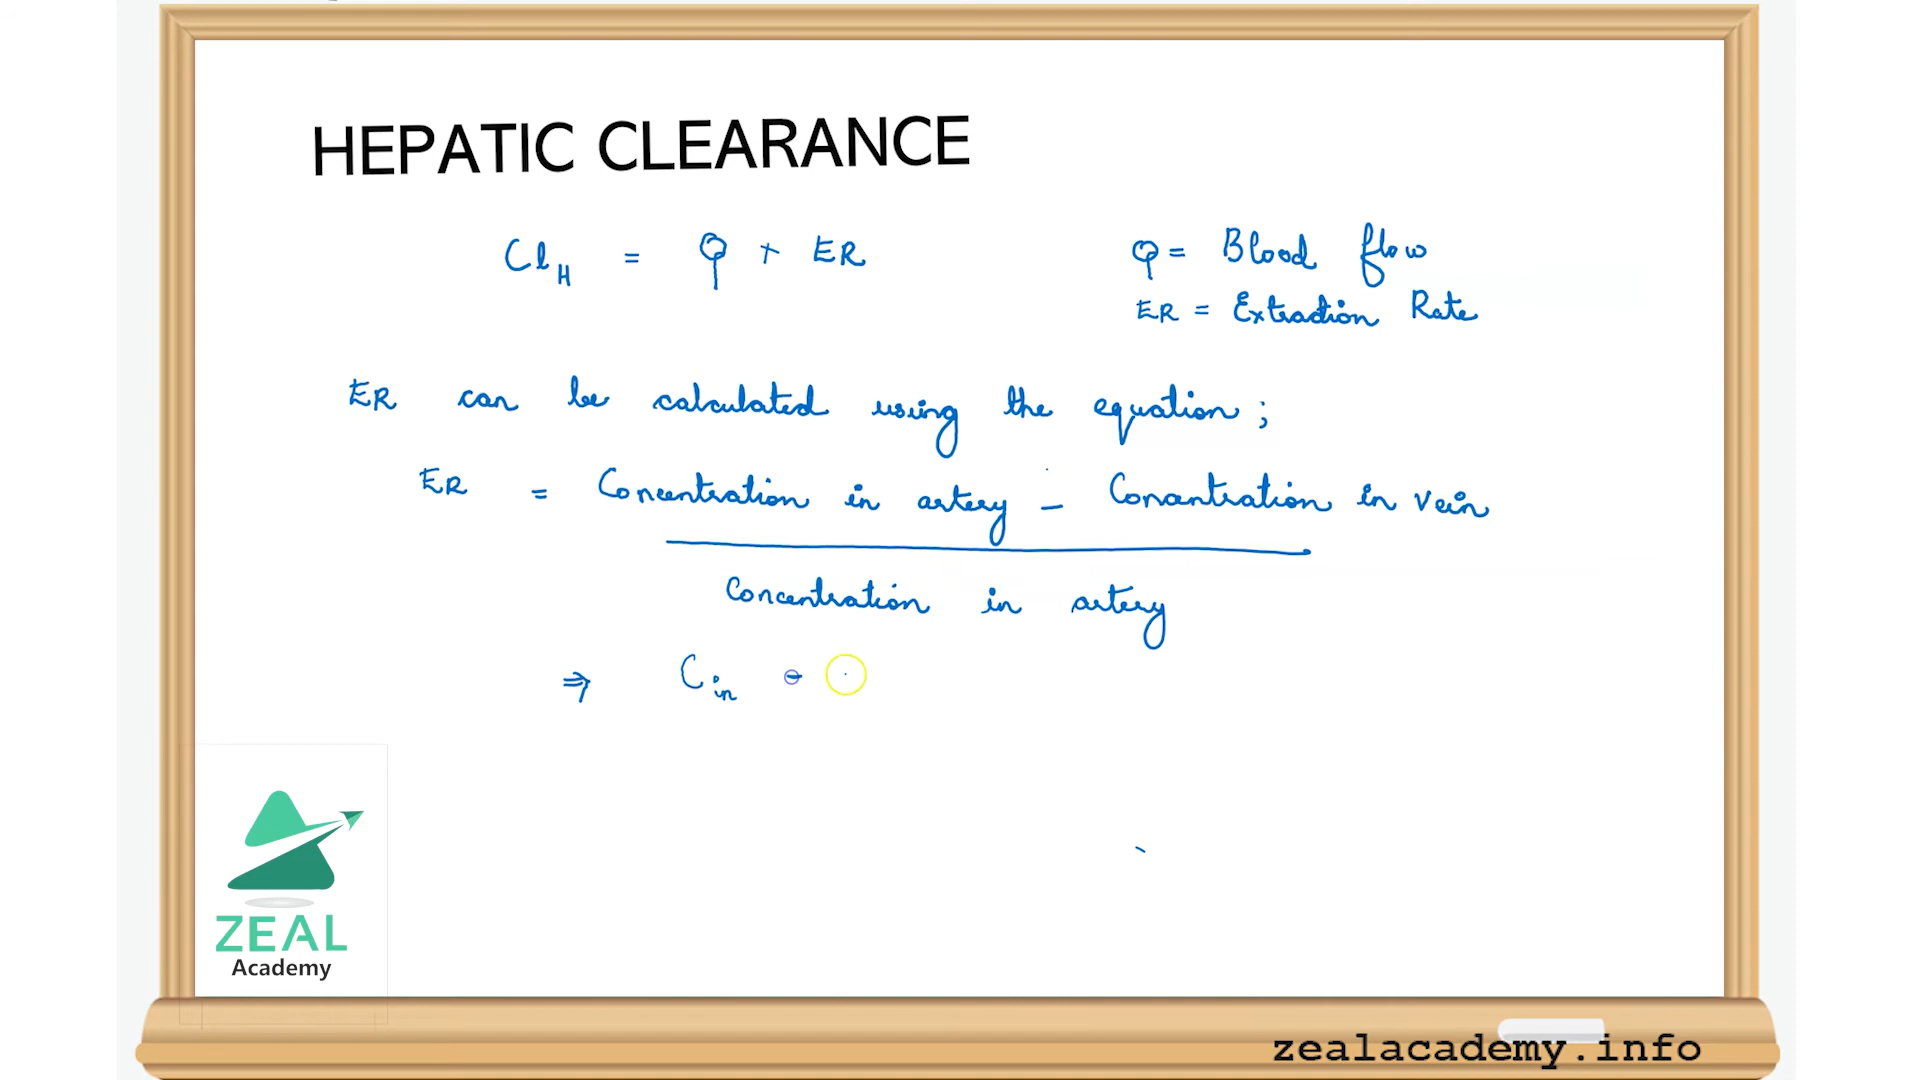 HEPATIC CLEARANCE
ClH = Q + ER
Q = Blood flow
ER = Extraction Rate
ER can be calculated using the equation ;
ER = Concentration in artery - Concantration in vein
Concentration in artery
⇒ Cin -
ZEAL
Academy
zealacademy.info